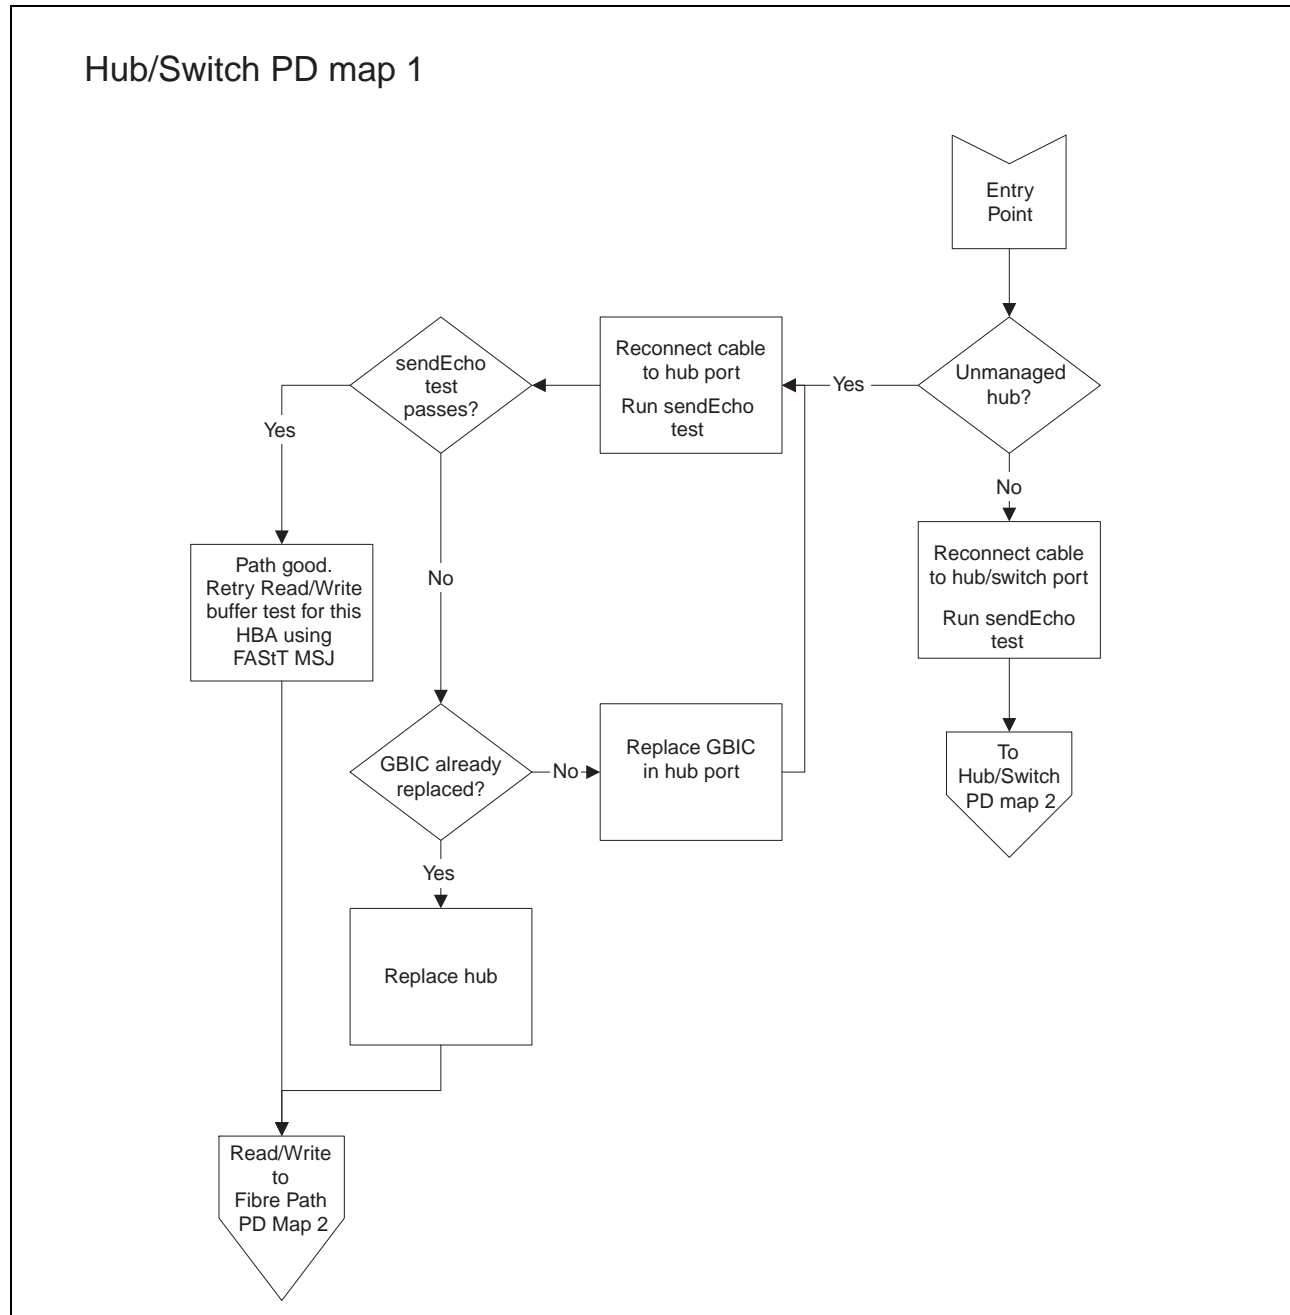 Hub/Switch PD map 1
Entry
Point
Unmanaged
hub?
Yes
Reconnect cable
to hub port
Run sendEcho
test
sendEcho
test
passes?
Yes
Path good.
Retry Read/Write
buffer test for this
HBA using
FAStT MSJ
No
No
Reconnect cable
to hub/switch port
Run sendEcho
test
To
Hub/Switch
PD map 2
GBIC already
replaced?
No
Replace GBIC
in hub port
Yes
Replace hub
Read/Write
to
Fibre Path
PD Map 2